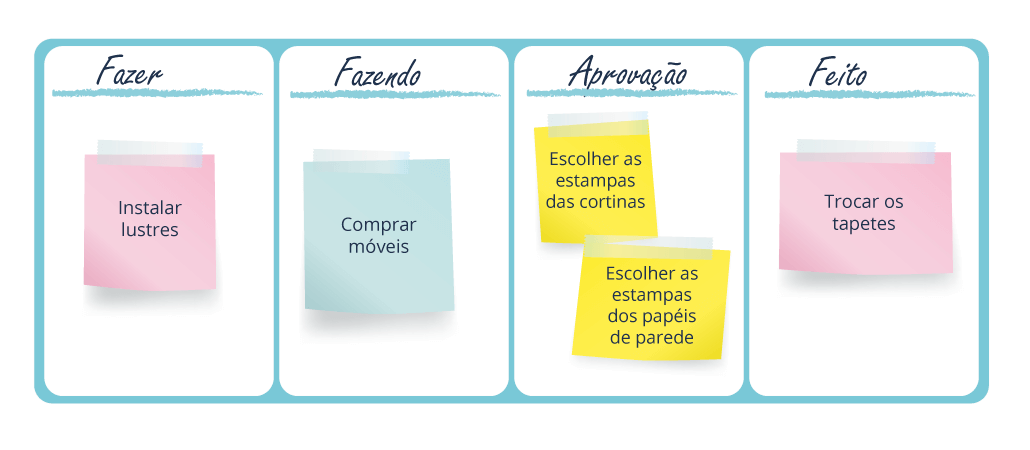 Fazer
Instalar
lustres
Fazendo
Comprar
móveis
Aprovação
Escolher as
estampas
das cortinas
Escolher as
estampas
dos papéis
de parede
Feito
Trocar os
tapetes